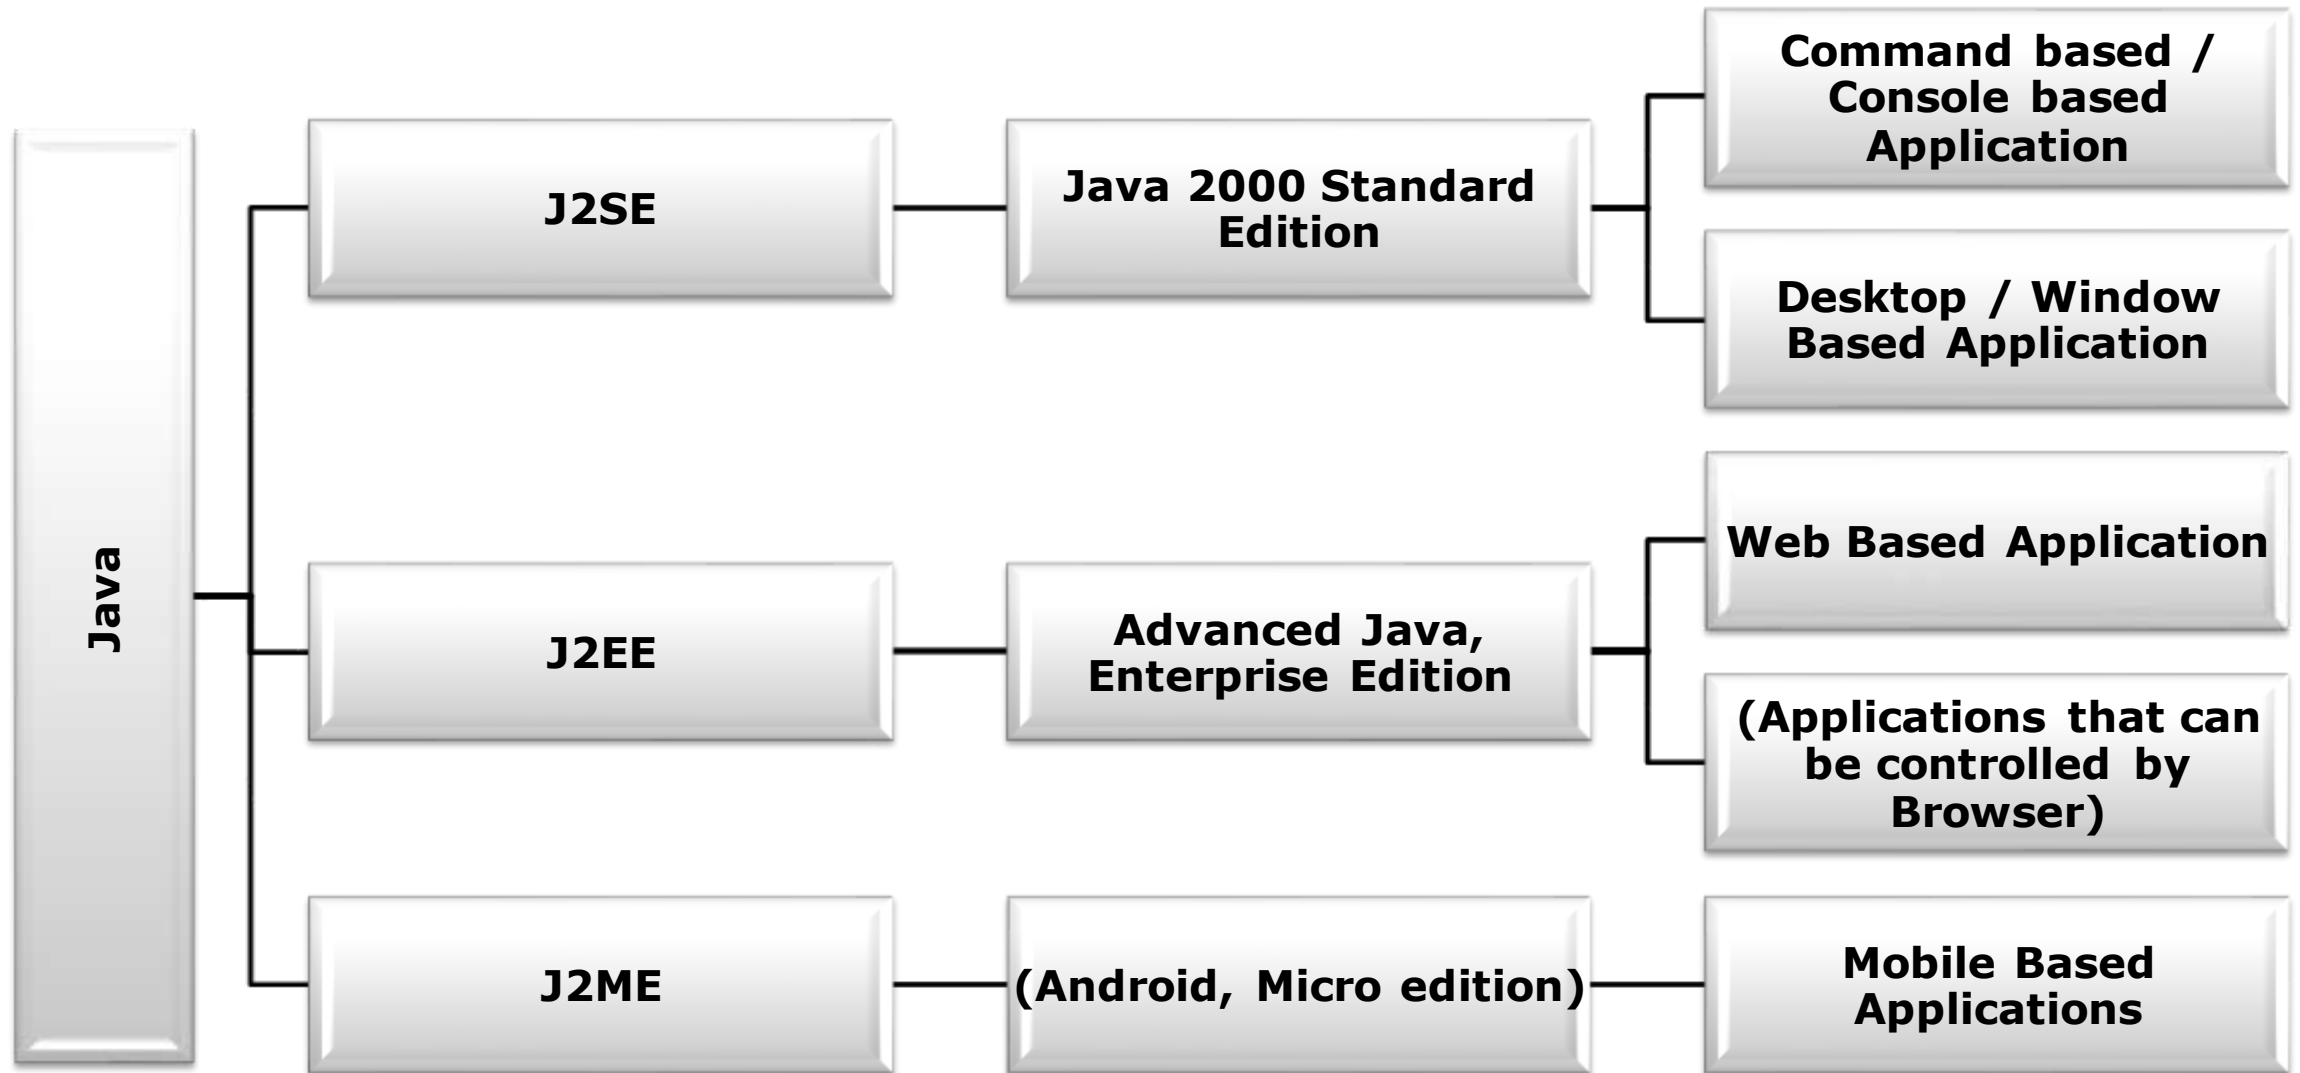 Java
J2SE
Java 2000 Standard
Edition
Command based /
Console based
Application
Desktop / Window
Based Application
J2EE
Advanced Java,
Enterprise Edition
Web Based Application
(Applications that can
be controlled by
Browser)
J2ME
(Android, Micro edition)
Mobile Based
Applications